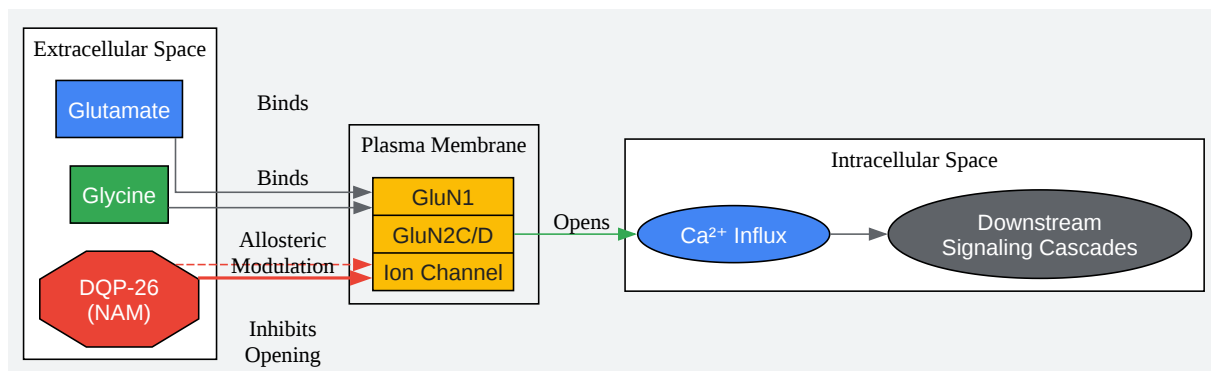 Extracellular Space
Glutamate
Glycine
DQP-26
(NAM)
Binds
Binds
Allosteric
Modulation
Inhibits
Opening
Plasma Membrane
GluN1
GluN2C/D
Ion Channel
Opens
Intracellular Space
Ca²⁺ Influx
Downstream
Signaling Cascades